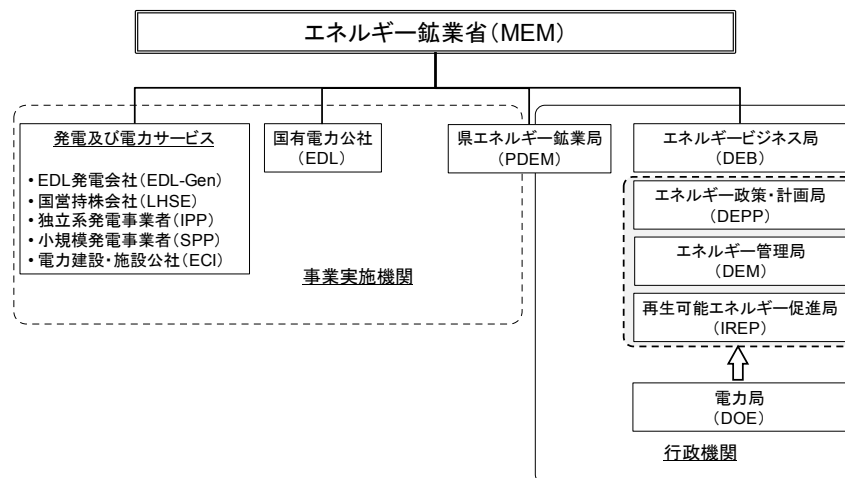 エネルギー鉱業省(MEM)
発電及び電力サービス
• EDL発電会社(EDL-Gen)
• 国営持株会社(LHSE)
• 独立系発電事業者(IPP)
• 小規模発電事業者(SPP)
• 電力建設・施設公社(ECI)
国有電力公社
(EDL)
県エネルギー鉱業局
(PDEM)
事業実施機関
エネルギービジネス局
(DEB)
エネルギー政策・計画局
(DEPP)
エネルギー管理局
(DEM)
再生可能エネルギー促進局
(IREP)
電力局
(DOE)
行政機関